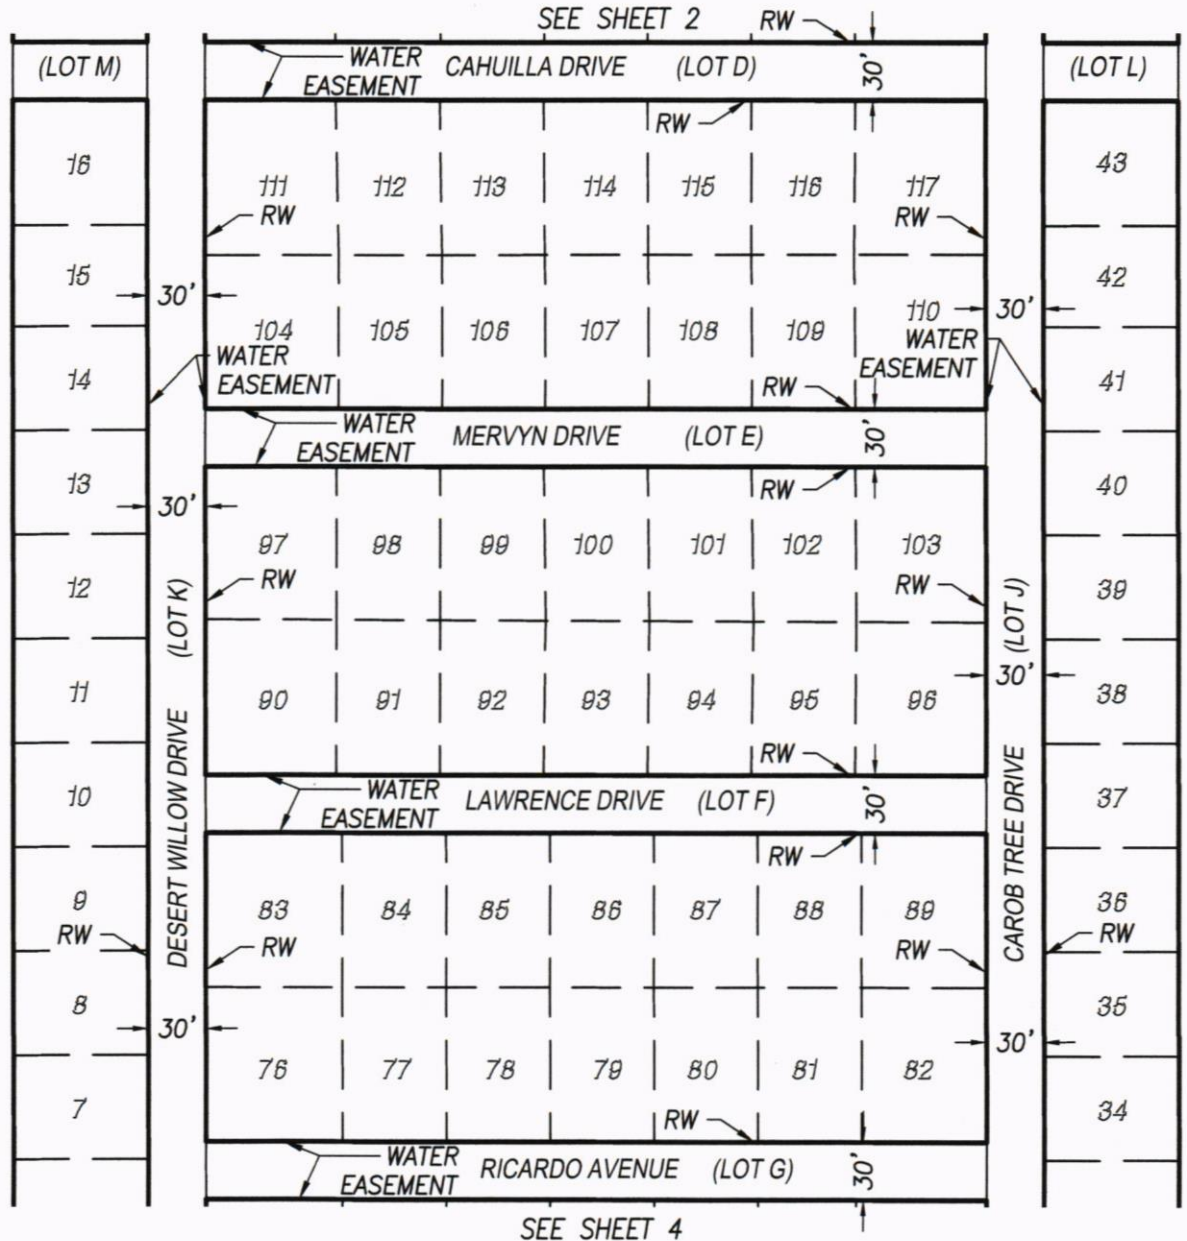 SEE SHEET 2
RW
(LOT M)
WATER
EASEMENT
CAHUILLA DRIVE
(LOT D)
30'
(LOT L)
RW
16
111
112
113
114
115
116
117
43
RW
RW
15
30'
42
110
30'
104
105
106
107
108
109
14
WATER
EASEMENT
WATER
EASEMENT
41
RW
WATER
EASEMENT
MERVYN DRIVE
(LOT E)
30'
13
30'
RW
40
97
98
99
100
101
102
103
12
RW
RW
39
DESERT WILLOW DRIVE
(LOT K)
CAROB TREE DRIVE
(LOT J)
11
90
91
92
93
94
95
96
30'
38
RW
10
WATER
EASEMENT
LAWRENCE DRIVE
(LOT F)
30'
37
RW
9
83
84
85
86
87
88
89
36
RW
RW
RW
RW
8
30'
35
30'
76
77
78
79
80
81
82
7
RW
34
WATER
EASEMENT
RICARDO AVENUE
(LOT G)
30'
SEE SHEET 4